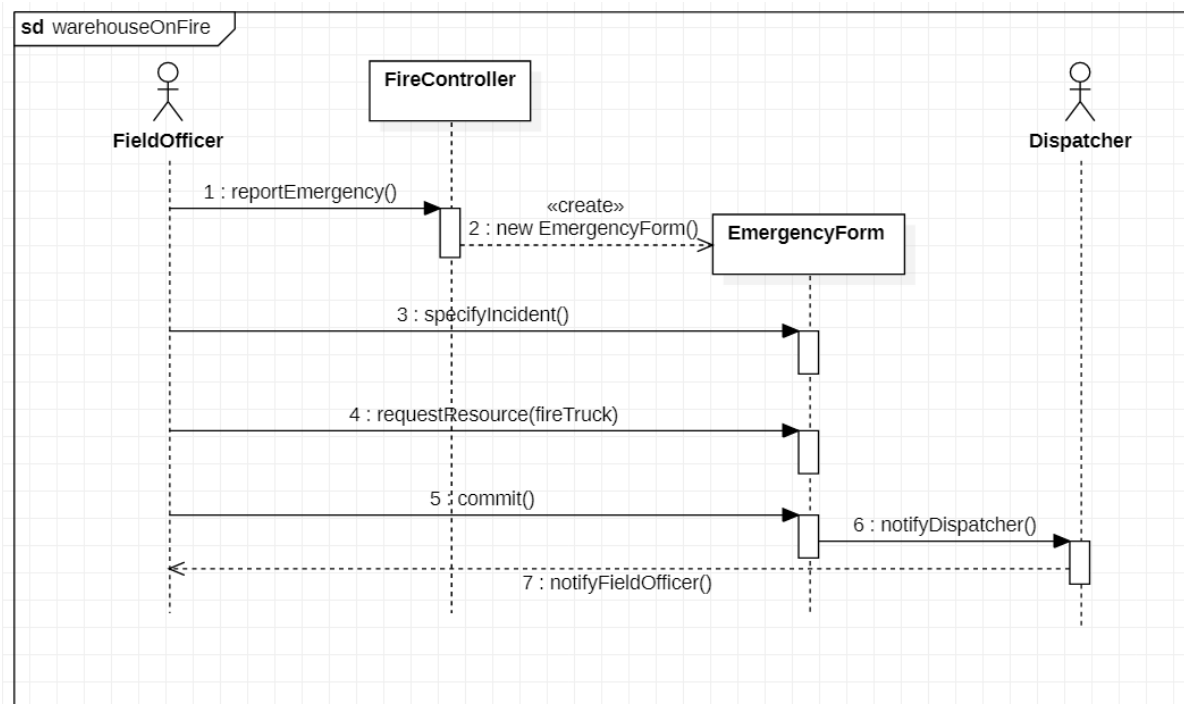 sd warehouseOnFire
FireController
FieldOfficer
Dispatcher
1 : reportEmergency()
«create»
2 : new EmergencyForm()
EmergencyForm
3 : specifyIncident()
4 : requestResource(fireTruck)
5 : commit()
6 : notifyDispatcher()
7 : notifyFieldOfficer()